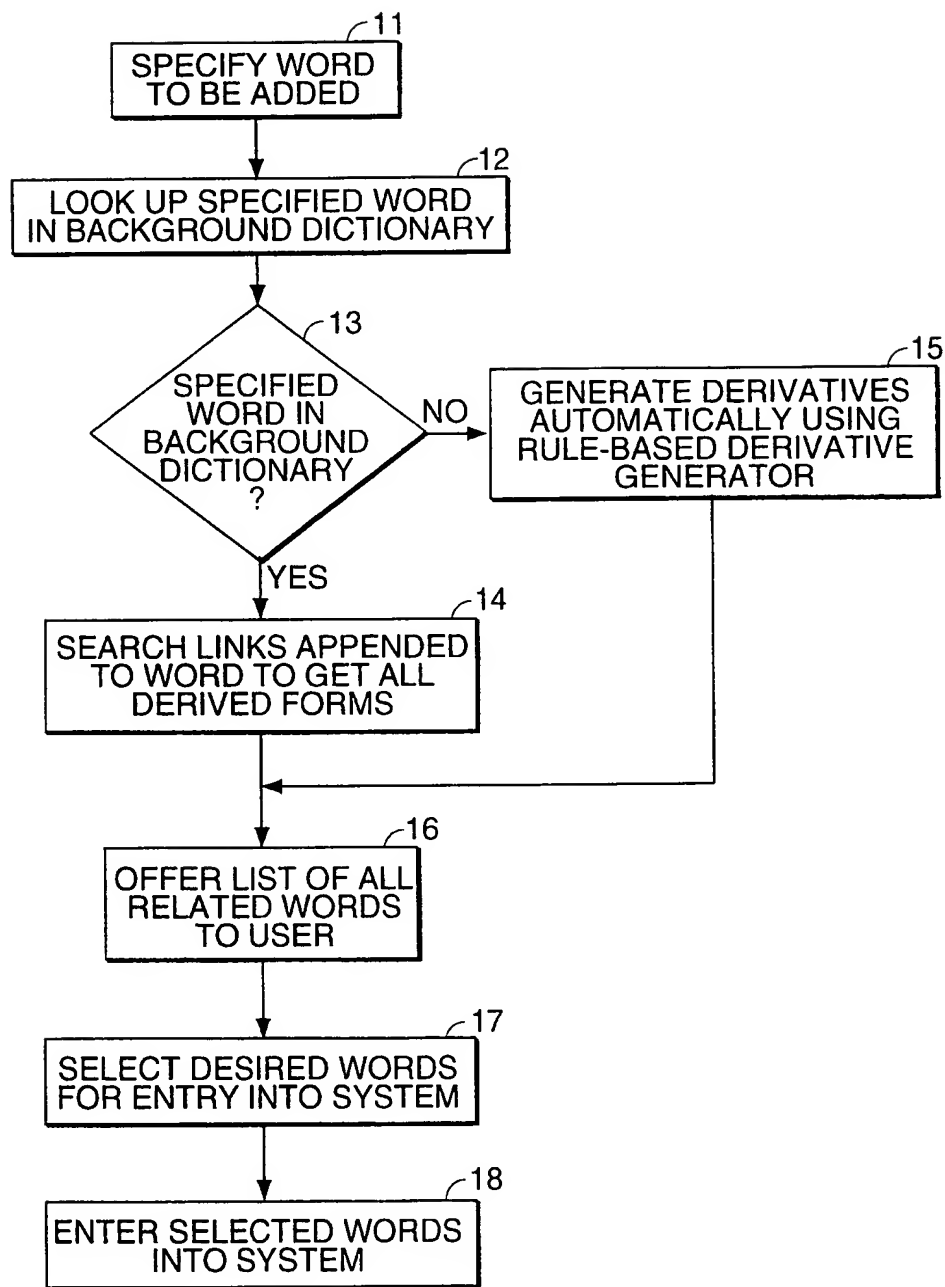 11
SPECIFY WORD
TO BE ADDED
12
LOOK UP SPECIFIED WORD
IN BACKGROUND DICTIONARY
13
SPECIFIED
WORD IN
BACKGROUND
DICTIONARY
?
NO
15
GENERATE DERIVATIVES
AUTOMATICALLY USING
RULE-BASED DERIVATIVE
GENERATOR
YES
14
SEARCH LINKS APPENDED
TO WORD TO GET ALL
DERIVED FORMS
16
OFFER LIST OF ALL
RELATED WORDS
TO USER
17
SELECT DESIRED WORDS
FOR ENTRY INTO SYSTEM
18
ENTER SELECTED WORDS
INTO SYSTEM